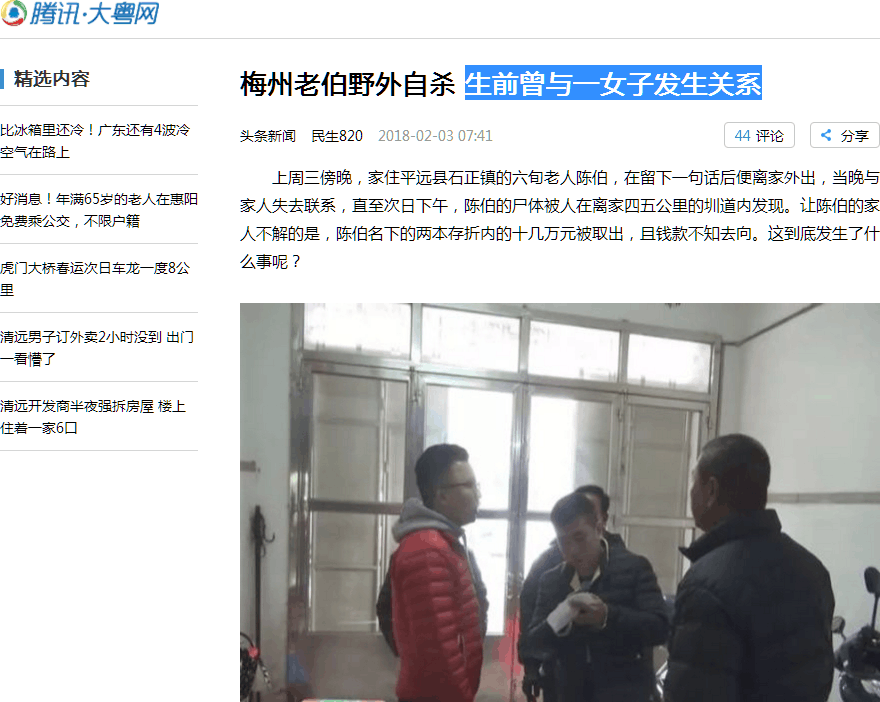 腾讯·大粤网
精选内容
比冰箱里还冷！广东还有4波冷
空气在路上
好消息！年满65岁的老人在惠阳
免费乘公交，不限户籍
虎门大桥春运次日车龙一度8公
里
清远男子订外卖2小时没到 出门
一看懵了
清远开发商半夜强拆房屋 楼上
住着一家6口
梅州老伯野外自杀 生前曾与一女子发生关系
头条新闻 民生820 2018-02-03 07:41 44 评论 分享
上周三傍晚，家住平远县石正镇的六旬老人陈伯，在留下一句话后便离家外出，当晚与
家人失去联系，直至次日下午，陈伯的尸体被人在离家四五公里的圳道内发现。让陈伯的家
人不解的是，陈伯名下的两本存折内的十几万元被取出，且钱款不知去向。这到底发生了什
么事呢？